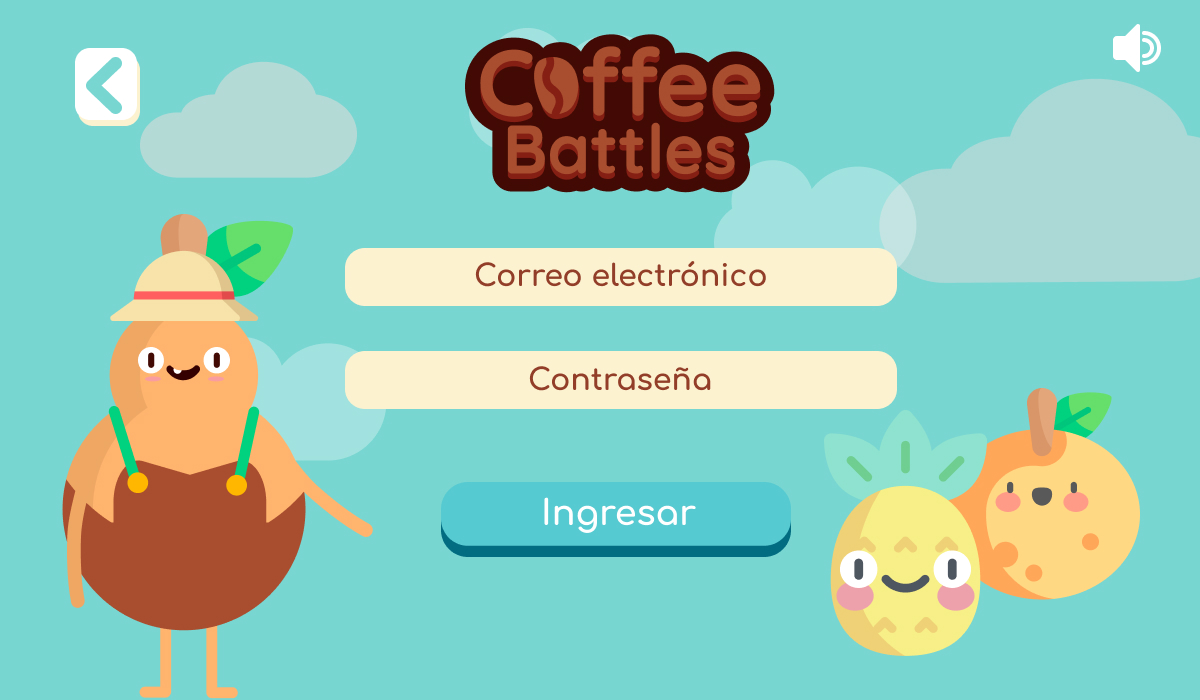 Coffee
Battles
Correo electrónico
Contraseña
Ingresar